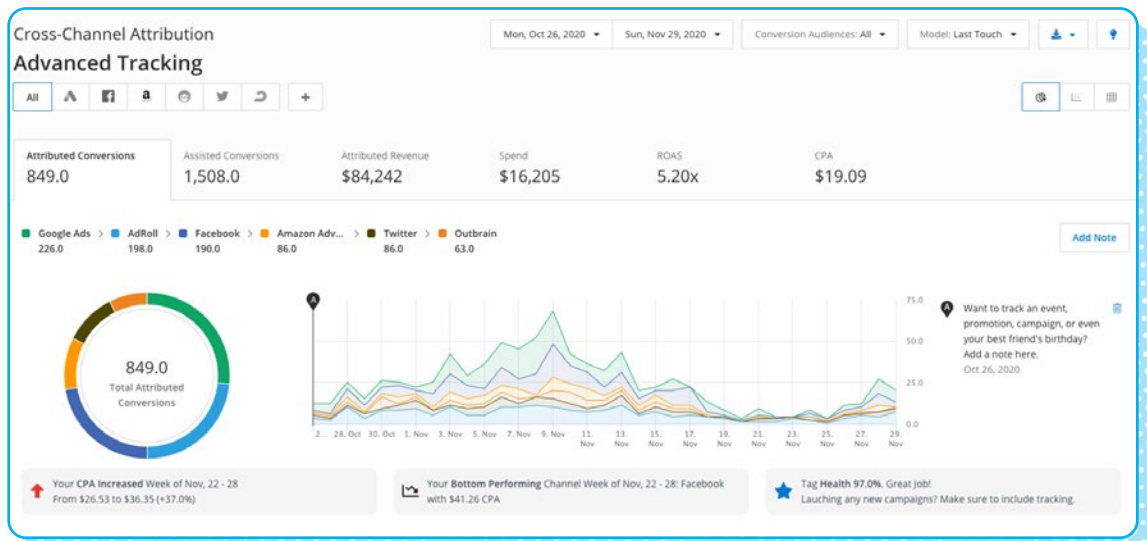 Cross-Channel Attribution
Mon, Oct 26, 2020
Sun, Nov 29, 2020
Conversion Audiences: All
Model: Last Touch
Advanced Tracking
All
a
+
Attributed Conversions
849.0
Assisted Conversions
1,508.0
Attributed Revenue
$84,242
Spend
$16,205
ROAS
5.20x
CPA
$19.09
Google Ads > AdRoll > Facebook > Amazon Adv... > Twitter > Outbrain
226.0 198.0 190.0 86.0 86.0 63.0
Add Note
849.0
Total Attributed
Conversions
A
75.0
50.0
25.0
0.0
2... 28. Oct 30. Oct 1. Nov 3. Nov 5. Nov 7. Nov 9. Nov 11. Nov 13. Nov 15. Nov 17. Nov 19. Nov 21. Nov 23. Nov 25. Nov 27. Nov 29. Nov
A
Want to track an event,
promotion, campaign, or even
your best friend's birthday?
Add a note here.
Oct 26, 2020
Your CPA Increased Week of Nov, 22 - 28
From $26.53 to $36.35 (+37.0%)
Your Bottom Performing Channel Week of Nov, 22 - 28: Facebook
with $41.26 CPA
Tag Health 97.0%. Great Job!
Lauching any new campaigns? Make sure to include tracking.